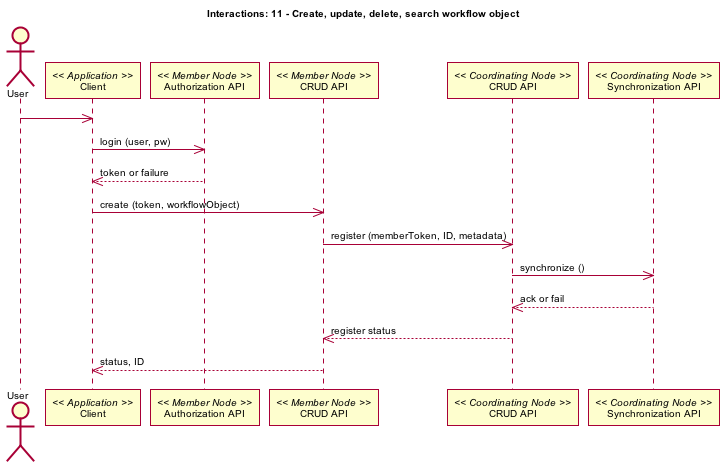 Interactions: 11 - Create, update, delete, search workflow object
User
<< Application >>
Client
<< Member Node >>
Authorization API
<< Member Node >>
CRUD API
<< Coordinating Node >>
CRUD API
<< Coordinating Node >>
Synchronization API
login (user, pw)
token or failure
create (token, workflowObject)
register (memberToken, ID, metadata)
synchronize ()
ack or fail
register status
status, ID
User
<< Application >>
Client
<< Member Node >>
Authorization API
<< Member Node >>
CRUD API
<< Coordinating Node >>
CRUD API
<< Coordinating Node >>
Synchronization API